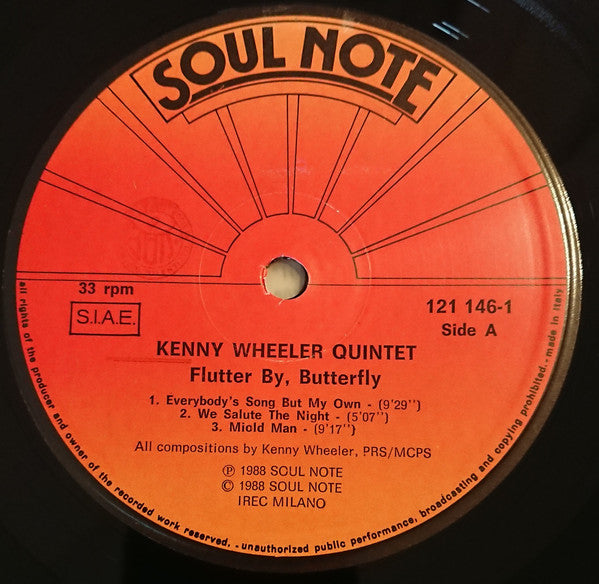 SOUL NOTE
33 rpm
S.I.A.E.
121 146-1
Side A
KENNY WHEELER QUINTET
Flutter By, Butterfly
1. Everybody's Song But My Own - (9'29'')
2. We Salute The Night - (5'07'')
3. Miold Man - (9'17'')
All compositions by Kenny Wheeler, PRS/MCPS
℗ 1988 SOUL NOTE
© 1988 SOUL NOTE
IREC MILANO
all rights of the producer and owner of the recorded work reserved. - unauthorized public performance, broadcasting and copying prohibited. - made in Italy